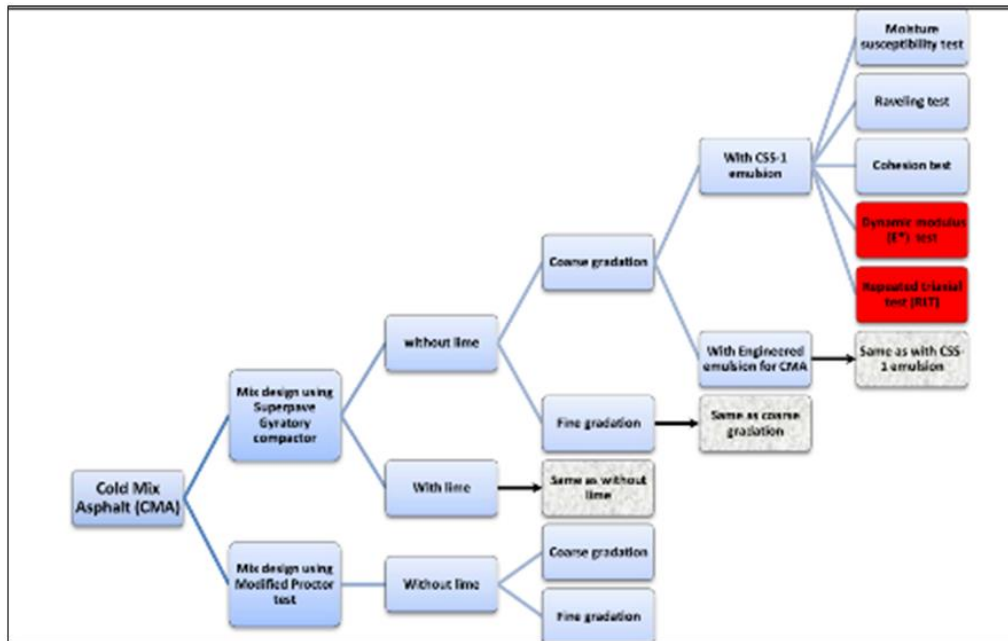 Moisture
susceptibility test
Raveling test
With CSS-1
emulsion
Cohesion test
Dynamic modulus
(E*) test
Coarse gradation
Repeated triaxial
test (RLT)
without lime
With Engineered
emulsion for CMA
Same as with CSS-
1 emulsion
Mix design using
Superpave
Gyratory
compactor
Fine gradation
Same as coarse
gradation
Cold Mix
Asphalt (CMA)
With lime
Same as without
lime
Mix design using
Modified Proctor
test
Without lime
Coarse gradation
Fine gradation